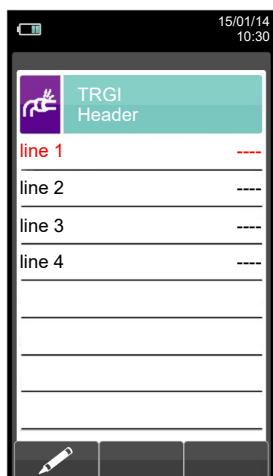 15/01/14
10:30
TRGI
Header
line 1 ----
line 2 ----
line 3 ----
line 4 ----